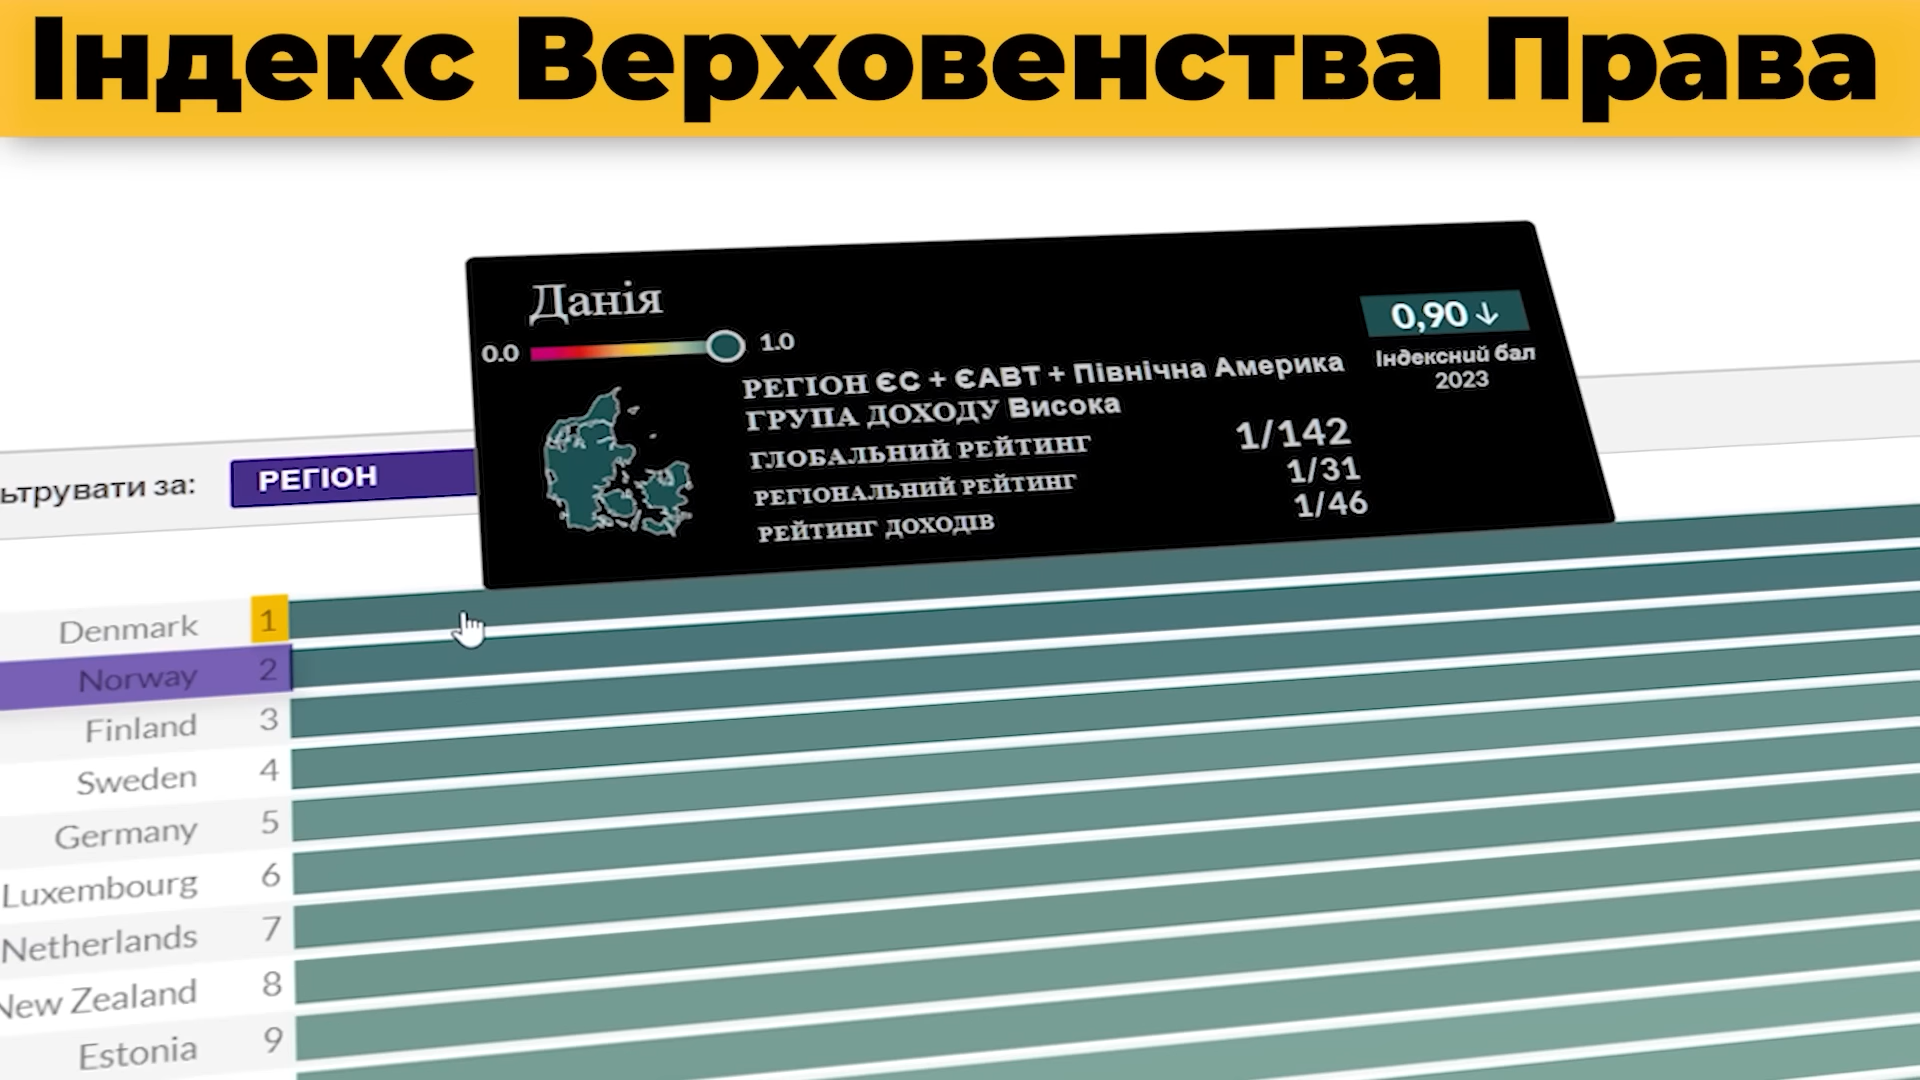 Індекс Верховенства Права
Данія
0.0
1.0
0,90 ↓
Індексний бал
2023
РЕГІОН ЄС + ЄАВТ + Північна Америка
ГРУПА ДОХОДУ Висока
ГЛОБАЛЬНИЙ РЕЙТИНГ 1/142
РЕГІОНАЛЬНИЙ РЕЙТИНГ 1/31
РЕЙТИНГ ДОХОДІВ 1/46
ьтрувати за:
РЕГІОН
Denmark 1
Norway 2
Finland 3
Sweden 4
Germany 5
Luxembourg 6
Netherlands 7
New Zealand 8
Estonia 9